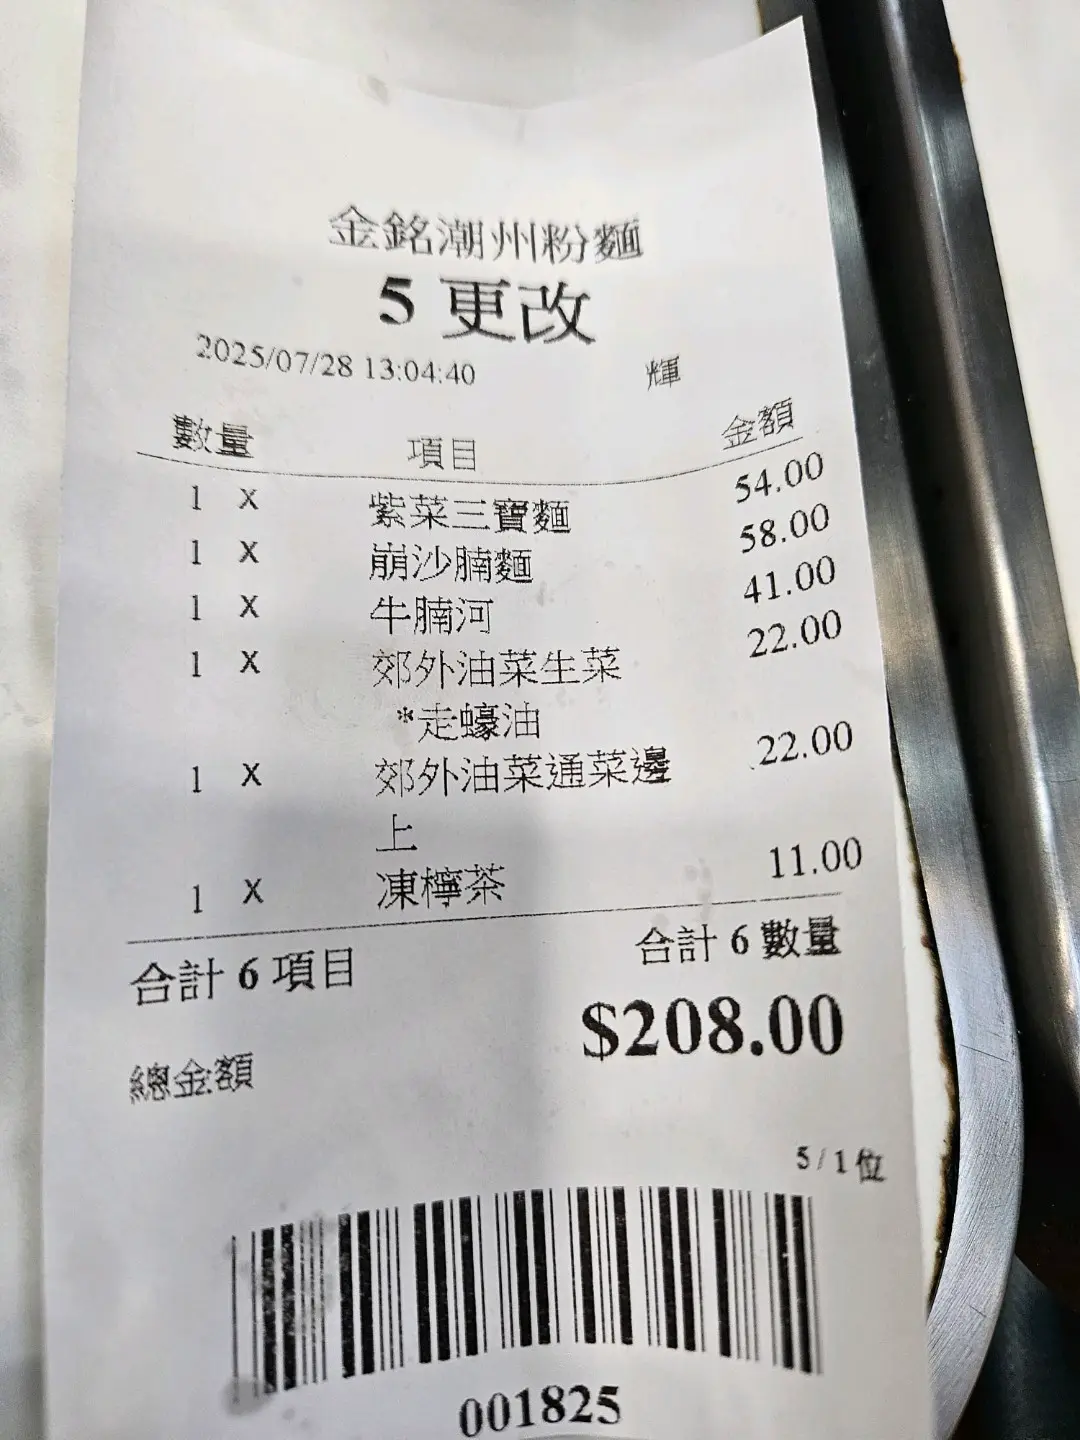 金銘潮州粉麵
5 更改
2025/07/28 13:04:40 輝
數量 項目 金額
1 X 紫菜三寶麵 54.00
1 X 崩沙腩麵 58.00
1 X 牛腩河 41.00
1 X 郊外油菜生菜 22.00
*走蠔油
1 X 郊外油菜通菜邊 22.00
上
1 X 凍檸茶 11.00
合計 6 項目 合計 6 數量
總金額 $208.00
5 / 1 位
001825